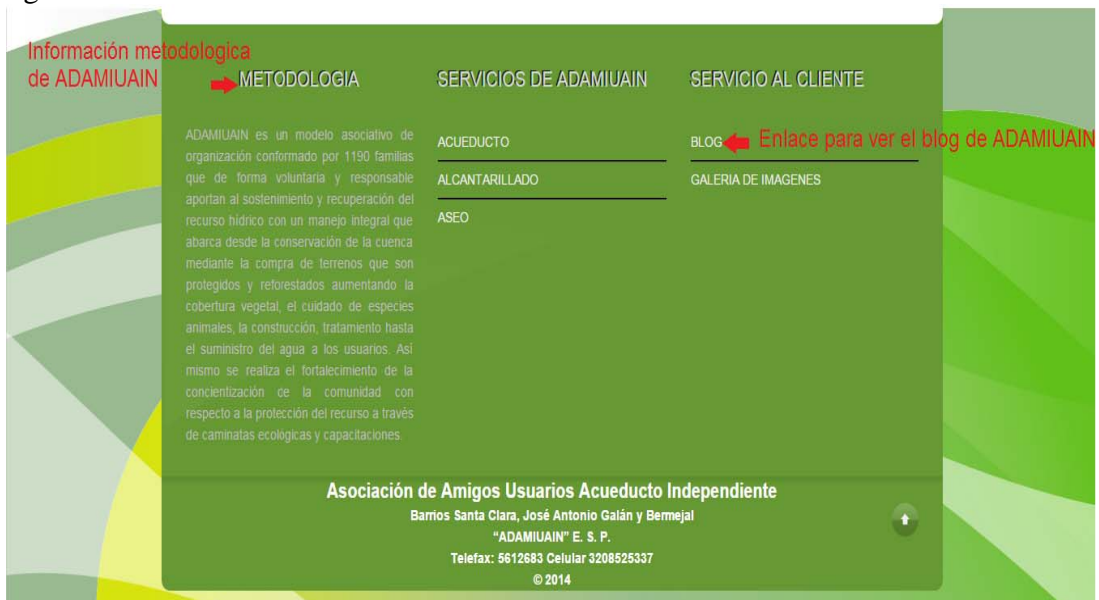 Información metodologica
de ADAMIUAIN
METODOLOGIA
ADAMIUAIN es un modelo asociativo de
organización conformado por 1190 familias
que de forma voluntaria y responsable
aportan al sostenimiento y recuperación del
recurso hídrico con un manejo integral que
abarca desde la conservación de la cuenca
mediante la compra de terrenos que son
protegidos y reforestados aumentando la
cobertura vegetal, el cuidado de especies
animales, la construcción, tratamiento hasta
el suministro del agua a los usuarios. Así
mismo se realiza el fortalecimiento de la
concientización de la comunidad con
respecto a la protección del recurso a través
de caminatas ecológicas y capacitaciones.
SERVICIOS DE ADAMIUAIN
ACUEDUCTO
ALCANTARILLADO
ASEO
SERVICIO AL CLIENTE
BLOG
Enlace para ver el blog de ADAMIUAIN
GALERIA DE IMAGENES
Asociación de Amigos Usuarios Acueducto Independiente
Barrios Santa Clara, José Antonio Galán y Bermejal
“ADAMIUAIN” E. S. P.
Telefax: 5612683 Celular 3208525337
© 2014